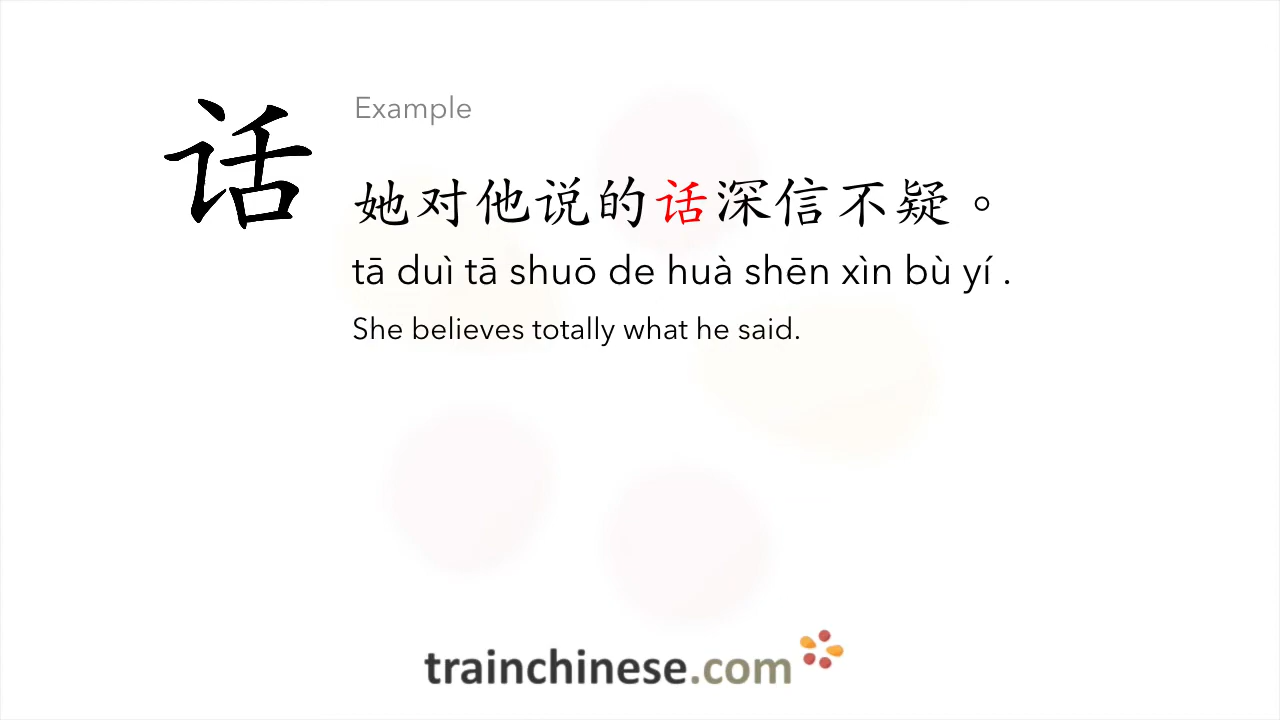 话
Example
她对他说的话深信不疑。
tā duì tā shuō de huà shēn xìn bù yí .
She believes totally what he said.
trainchinese.com